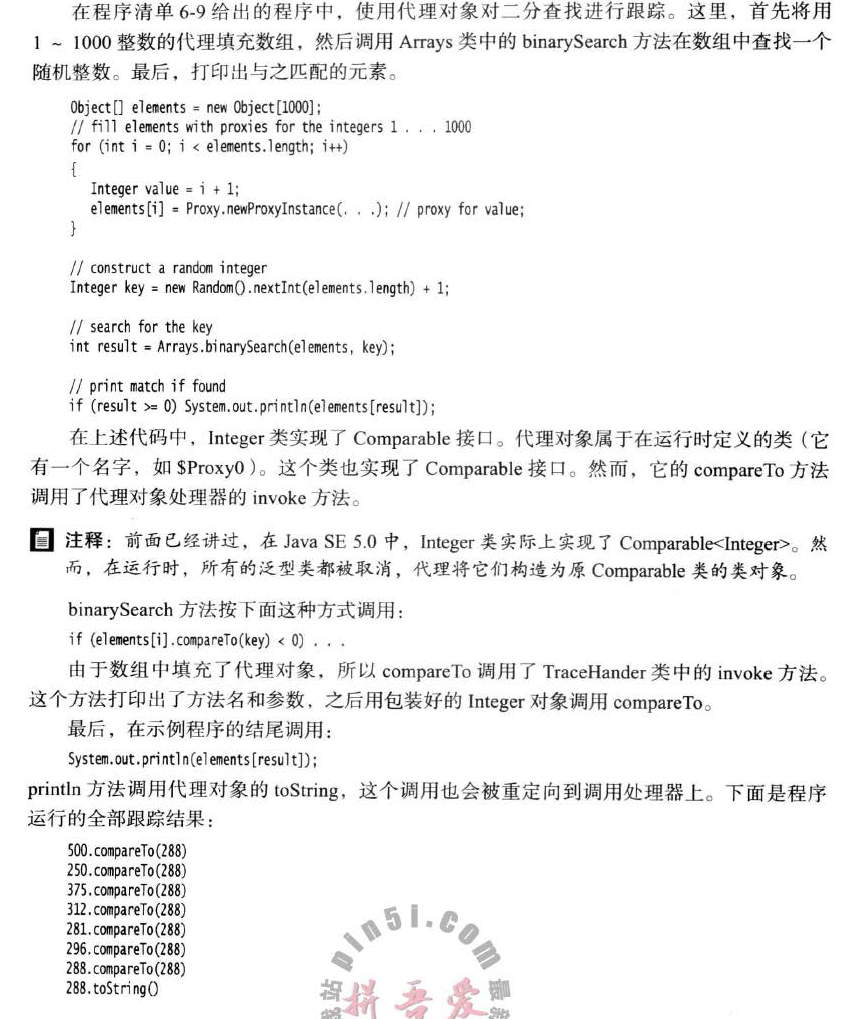 在程序清单 6-9 给出的程序中，使用代理对象对二分查找进行跟踪。这里，首先将用
1 ~ 1000 整数的代理填充数组，然后调用 Arrays 类中的 binarySearch 方法在数组中查找一个
随机整数。最后，打印出与之匹配的元素。
Object[] elements = new Object[1000];
// fill elements with proxies for the integers 1 . . . 1000
for (int i = 0; i < elements.length; i++)
{
Integer value = i + 1;
elements[i] = Proxy.newProxyInstance(. . .); // proxy for value;
}
// construct a random integer
Integer key = new Random().nextInt(elements.length) + 1;
// search for the key
int result = Arrays.binarySearch(elements, key);
// print match if found
if (result >= 0) System.out.println(elements[result]);
在上述代码中，Integer 类实现了 Comparable 接口。代理对象属于在运行时定义的类（它
有一个名字，如 $Proxy0）。这个类也实现了 Comparable 接口。然而，它的 compareTo 方法
调用了代理对象处理器的 invoke 方法。
注释：前面已经讲过，在 Java SE 5.0 中，Integer 类实际上实现了 Comparable<Integer>。然
而，在运行时，所有的泛型类都被取消，代理将它们构造为原 Comparable 类的类对象。
binarySearch 方法按下面这种方式调用：
if (elements[i].compareTo(key) < 0) . . .
由于数组中填充了代理对象，所以 compareTo 调用了 TraceHander 类中的 invoke 方法。
这个方法打印出了方法名和参数，之后用包装好的 Integer 对象调用 compareTo。
最后，在示例程序的结尾调用：
System.out.println(elements[result]);
println 方法调用代理对象的 toString，这个调用也会被重定向到调用处理器上。下面是程序
运行的全部跟踪结果：
500.compareTo(288)
250.compareTo(288)
375.compareTo(288)
312.compareTo(288)
281.compareTo(288)
296.compareTo(288)
288.compareTo(288)
288.toString()
pin5i.com
拼吾爱